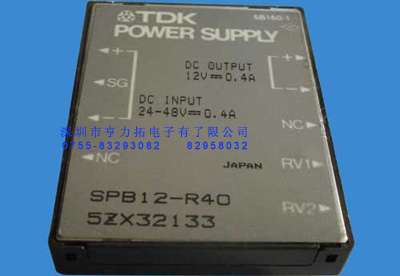 TDK
SB160-1
POWER SUPPLY
+
SG
-
DC OUTPUT
12V⎓0.4A
+
-
DC INPUT
24-48V⎓0.4A
NC
深圳市亨力拓电子有了限公司
0755-83293082 82958032
NC
JAPAN
RV1
RV2
SPB12-R40
5ZX32133